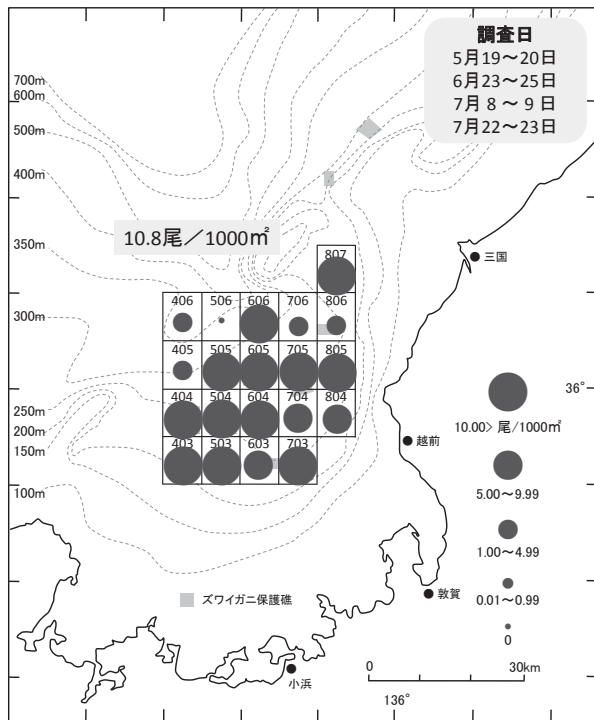 調査日
5月19～20日
6月23～25日
7月 8 ～ 9 日
7月22～23日
700m
600m
500m
400m
350m
300m
250m
200m
150m
100m
10.8尾／1000㎡
807
406 506 606 706 806
405 505 605 705 805
404 504 604 704 804
403 503 603 703
三国
36°
越前
敦賀
小浜
10.00> 尾/1000㎡
5.00～9.99
1.00～4.99
0.01～0.99
0
ズワイガニ保護礁
0 30km
136°